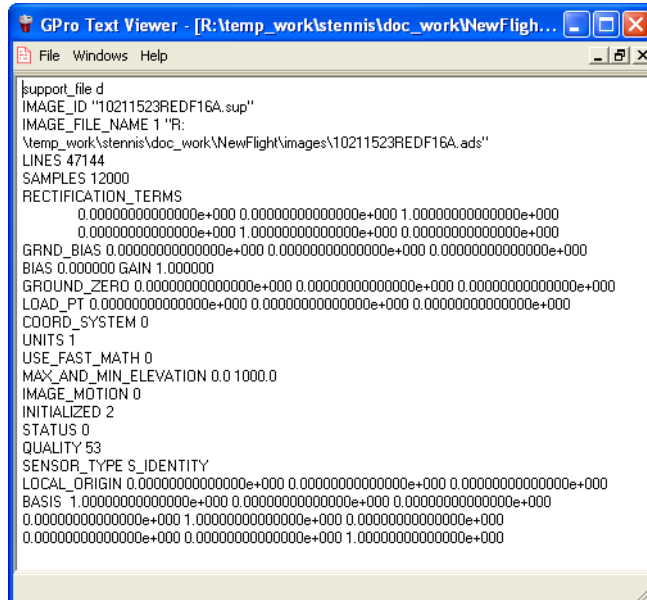 GPro Text Viewer - [R:\temp_work\stennis\doc_work\NewFligh...
File Windows Help
support_file d
IMAGE_ID "10211523REDF16A.sup"
IMAGE_FILE_NAME 1 "R:
\temp_work\stennis\doc_work\NewFlight\images\10211523REDF16A.ads"
LINES 47144
SAMPLES 12000
RECTIFICATION_TERMS
0.00000000000000e+000 0.00000000000000e+000 1.00000000000000e+000
0.00000000000000e+000 1.00000000000000e+000 0.00000000000000e+000
GRND_BIAS 0.00000000000000e+000 0.00000000000000e+000 0.00000000000000e+000
BIAS 0.000000 GAIN 1.000000
GROUND_ZERO 0.00000000000000e+000 0.00000000000000e+000 0.00000000000000e+000
LOAD_PT 0.00000000000000e+000 0.00000000000000e+000 0.00000000000000e+000
COORD_SYSTEM 0
UNITS 1
USE_FAST_MATH 0
MAX_AND_MIN_ELEVATION 0.0 1000.0
IMAGE_MOTION 0
INITIALIZED 2
STATUS 0
QUALITY 53
SENSOR_TYPE S_IDENTITY
LOCAL_ORIGIN 0.00000000000000e+000 0.00000000000000e+000 0.00000000000000e+000
BASIS 1.00000000000000e+000 0.00000000000000e+000 0.00000000000000e+000
0.00000000000000e+000 1.00000000000000e+000 0.00000000000000e+000
0.00000000000000e+000 0.00000000000000e+000 1.00000000000000e+000